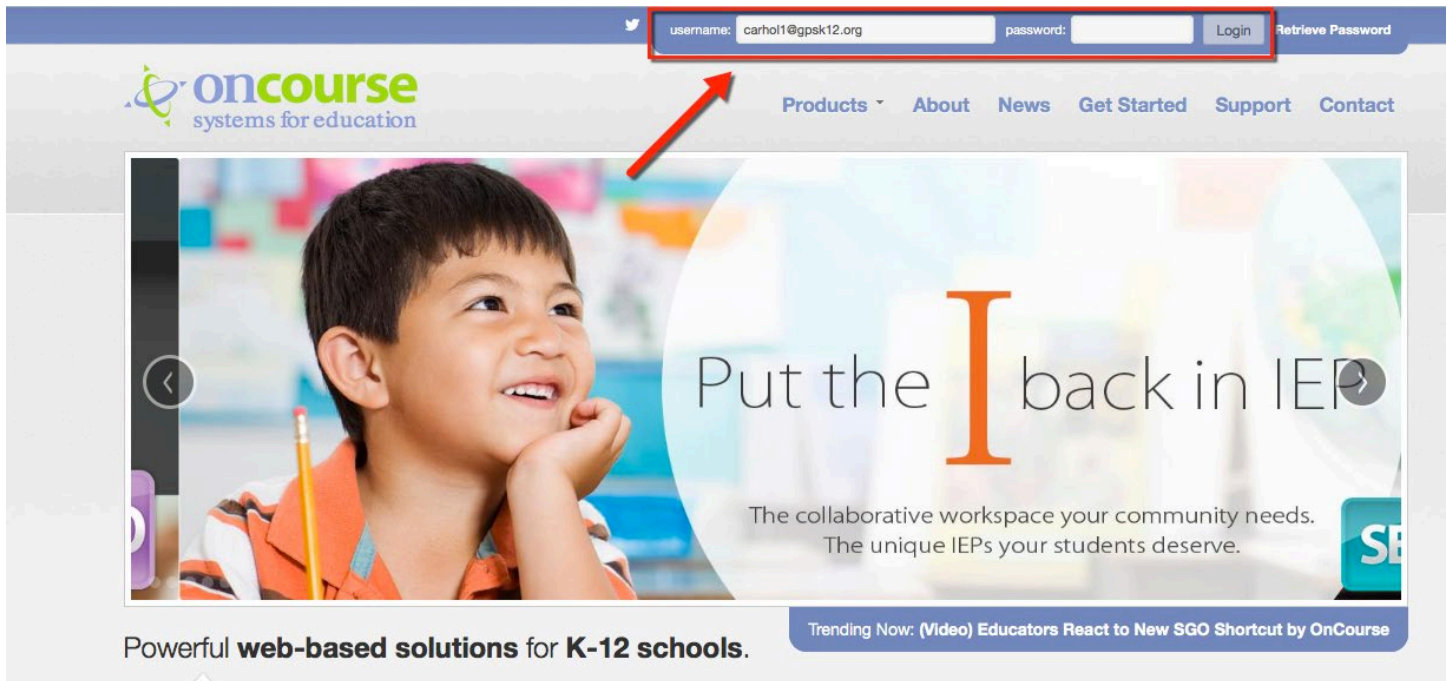 username: carhol1@gpsk12.org password: Login Retrieve Password
oncourse
systems for education
Products About News Get Started Support Contact
Put the I back in IEP
The collaborative workspace your community needs.
The unique IEPs your students deserve.
SE
Trending Now: (Video) Educators React to New SGO Shortcut by OnCourse
Powerful web-based solutions for K-12 schools.